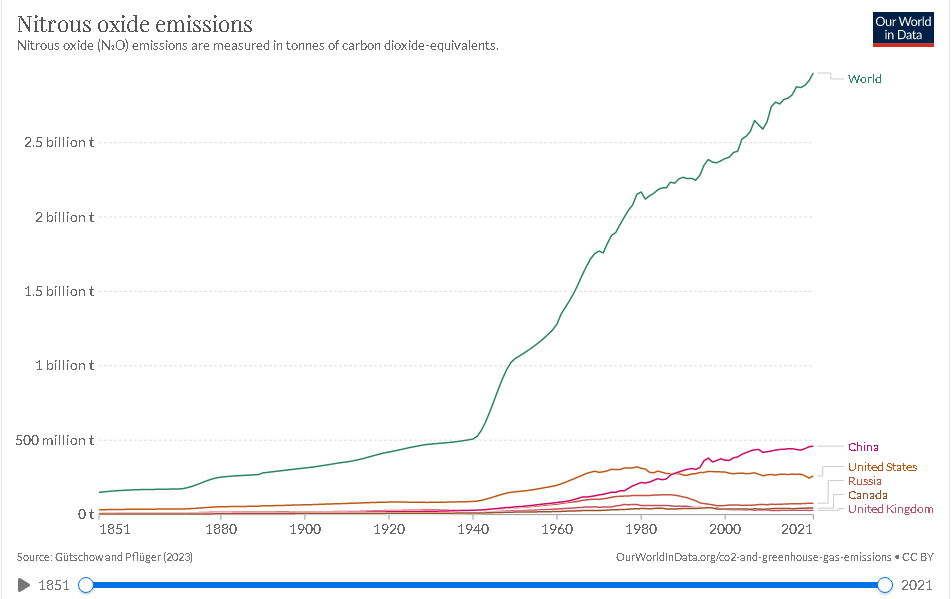 Nitrous oxide emissions
Nitrous oxide (N₂O) emissions are measured in tonnes of carbon dioxide-equivalents.
Our World
in Data
World
2.5 billion t
2 billion t
1.5 billion t
1 billion t
500 million t
China
United States
Russia
Canada
United Kingdom
0 t
1851 1880 1900 1920 1940 1960 1980 2000 2021
Source: Gütschow and Pflüger (2023)
OurWorldInData.org/co2-and-greenhouse-gas-emissions • CC BY
1851 2021